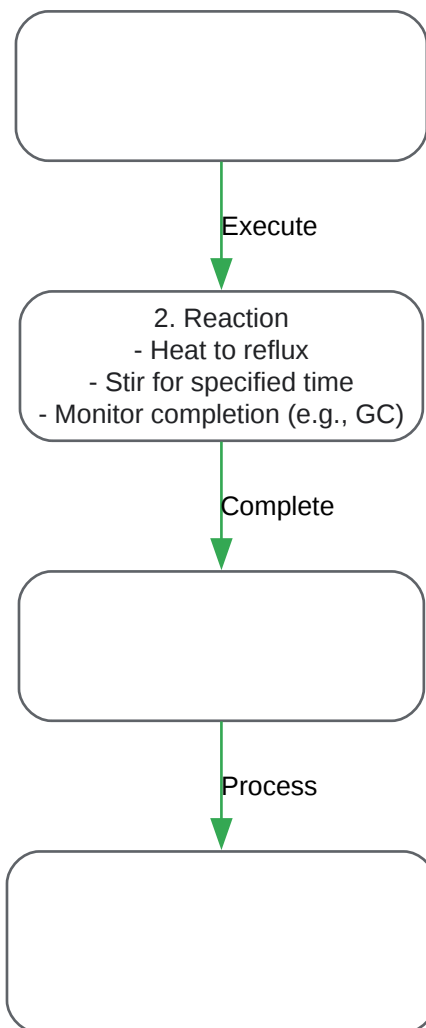 Execute
2. Reaction
- Heat to reflux
- Stir for specified time
- Monitor completion (e.g., GC)
Complete
Process